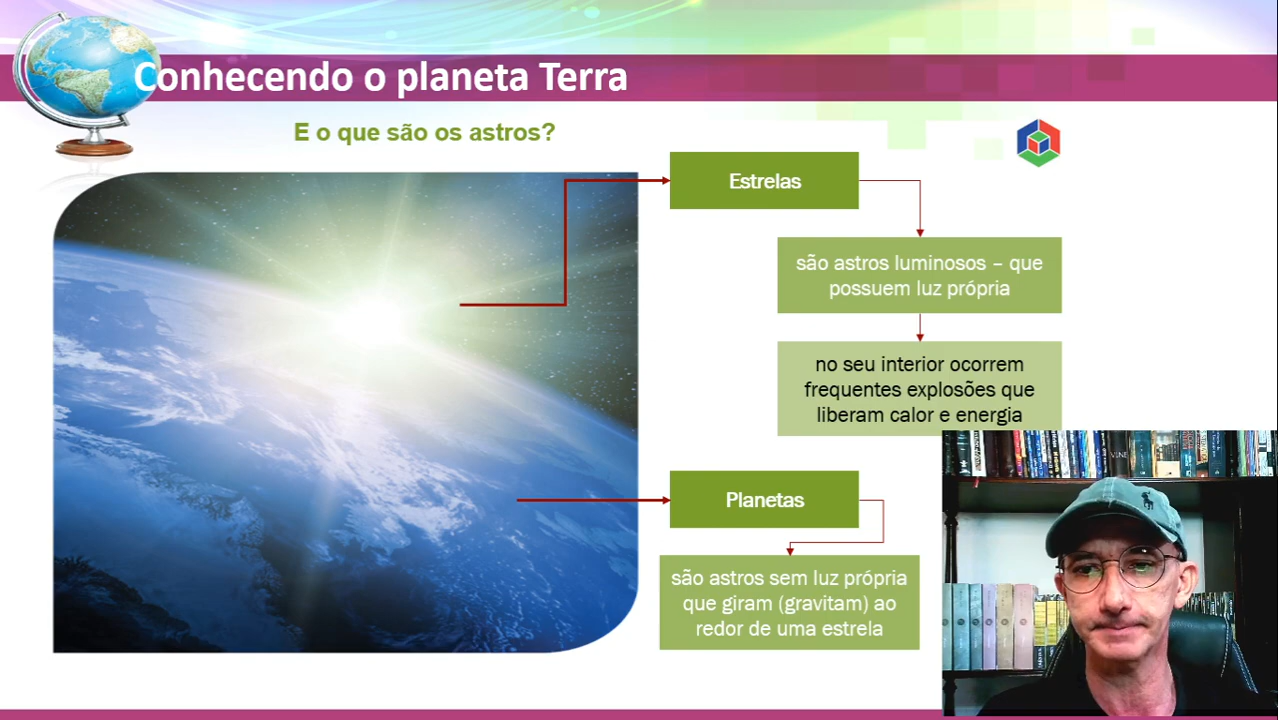 Conhecendo o planeta Terra
E o que são os astros?
Estrelas
são astros luminosos – que
possuem luz própria
no seu interior ocorrem
frequentes explosões que
liberam calor e energia
Planetas
são astros sem luz própria
que giram (gravitam) ao
redor de uma estrela